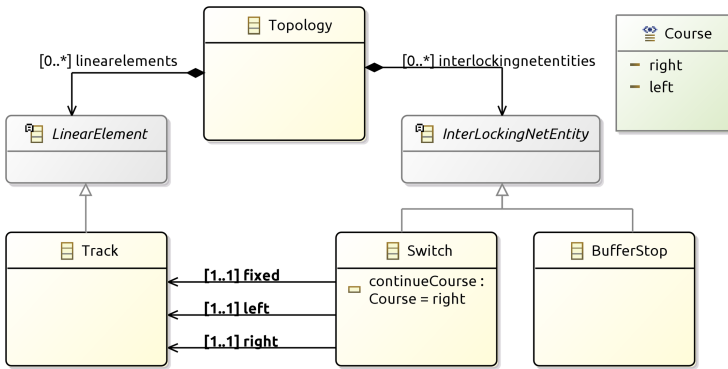 Topology
Course
right
left
[0..*] linearelements
[0..*] interlockingnetentities
LinearElement
InterLockingNetEntity
Track
Switch
BufferStop
continueCourse :
Course = right
[1..1] fixed
[1..1] left
[1..1] right